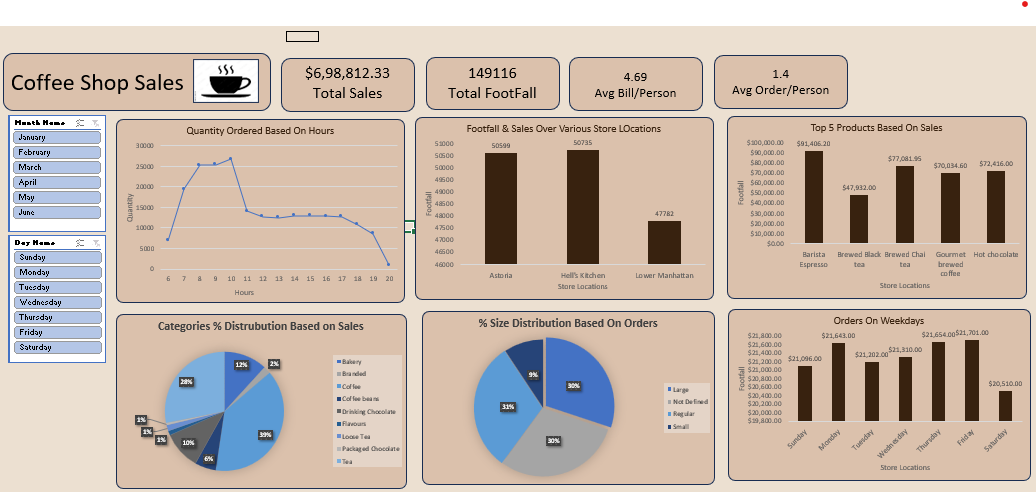 Coffee Shop Sales
$6,98,812.33
Total Sales
149116
Total FootFall
4.69
Avg Bill/Person
1.4
Avg Order/Person
Month Name
January
February
March
April
May
June
Day Name
Sunday
Monday
Tuesday
Wednesday
Thursday
Friday
Saturday
Quantity Ordered Based On Hours
30000
25000
20000
15000
10000
5000
0
Quantity
6 7 8 9 10 11 12 13 14 15 16 17 18 19 20
Hours
Footfall & Sales Over Various Store LOcations
51000
50500
50000
49500
49000
48500
48000
47500
47000
46500
46000
Footfall
50599
50735
47782
Astoria Hell's Kitchen Lower Manhattan
Store Locations
Top 5 Products Based On Sales
$100,000.00
$90,000.00
$80,000.00
$70,000.00
$60,000.00
$50,000.00
$40,000.00
$30,000.00
$20,000.00
$10,000.00
$0.00
Footfall
$91,406.20
$47,932.00
$77,081.95
$70,034.60
$72,416.00
Barista Espresso
Brewed Black tea
Brewed Chai tea
Gourmet brewed coffee
Hot chocolate
Store Locations
Categories % Distrubution Based on Sales
12%
2%
39%
6%
10%
1%
1%
1%
28%
Bakery
Branded
Coffee
Coffee beans
Drinking Chocolate
Flavours
Loose Tea
Packaged Chocolate
Tea
% Size Distribution Based On Orders
30%
30%
31%
9%
Large
Not Defined
Regular
Small
Orders On Weekdays
$21,800.00
$21,600.00
$21,400.00
$21,200.00
$21,000.00
$20,800.00
$20,600.00
$20,400.00
$20,200.00
$20,000.00
$19,800.00
Footfall
$21,096.00
$21,643.00
$21,202.00
$21,310.00
$21,654.00
$21,701.00
$20,510.00
Sunday
Monday
Tuesday
Wednesday
Thursday
Friday
Saturday
Store Locations